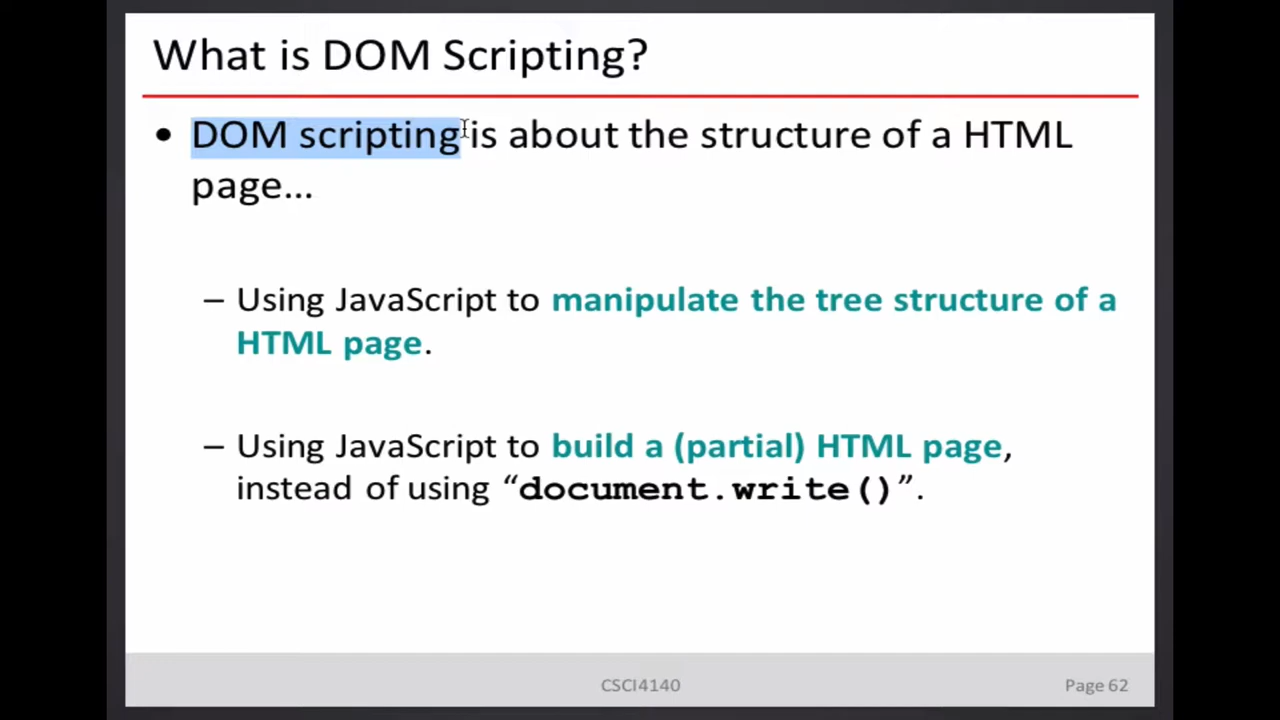 What is DOM Scripting?
• DOM scripting is about the structure of a HTML
page...
– Using JavaScript to manipulate the tree structure of a
HTML page.
– Using JavaScript to build a (partial) HTML page,
instead of using “document.write()”.
CSCI4140
Page 62